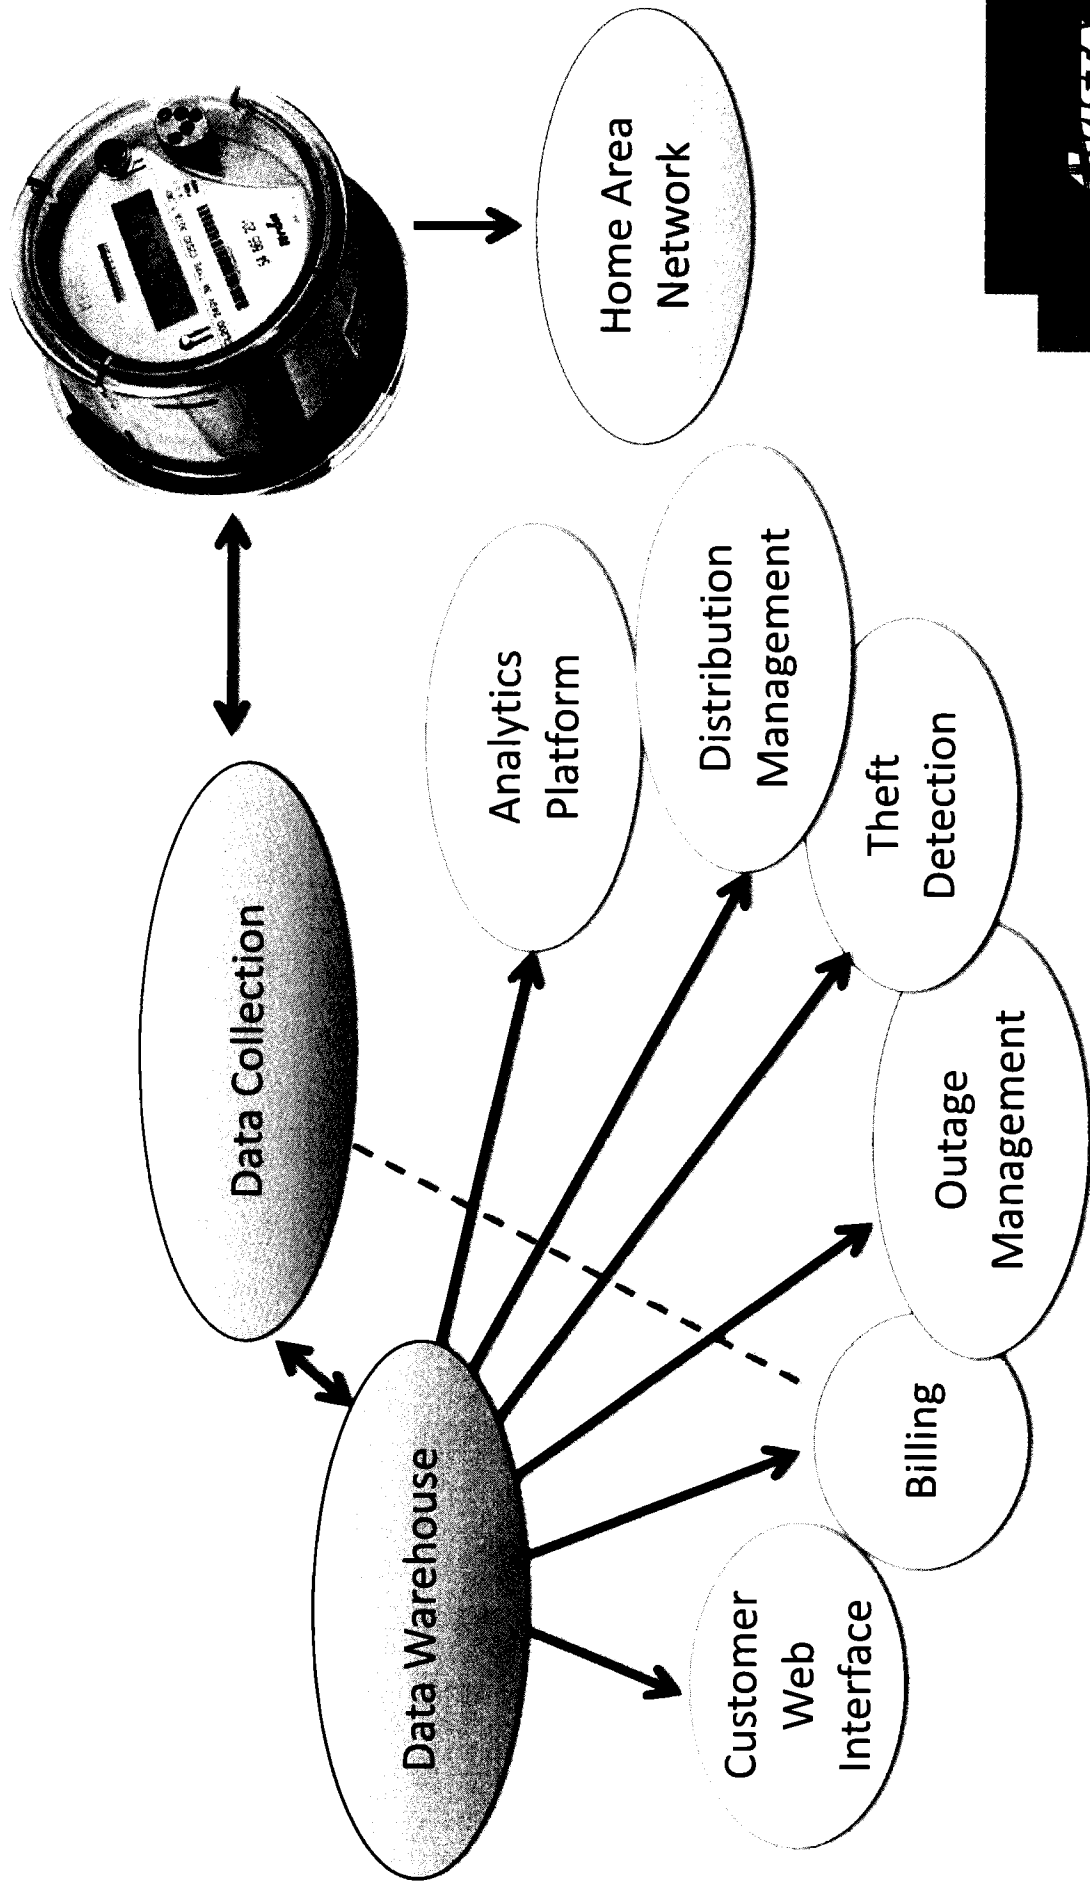 Data Collection
Data Warehouse
Analytics
Platform
Distribution
Management
Theft
Detection
Outage
Management
Billing
Customer
Web
Interface
Home Area
Network